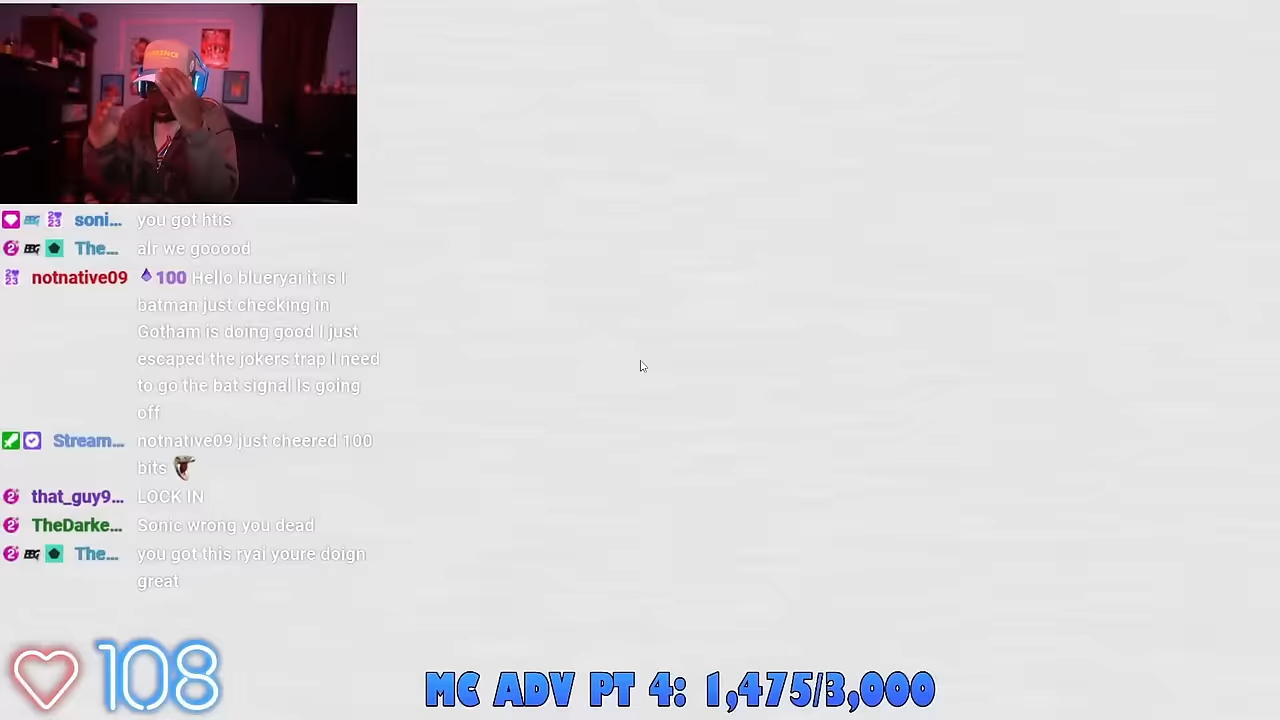 soni... you got htis
The... alr we gooood
notnative09 100 Hello blueryai it is I
batman just checking in
Gotham is doing good I just
escaped the jokers trap I need
to go the bat signal Is going
off
Stream... notnative09 just cheered 100
bits
that_guy9... LOCK IN
TheDarke... Sonic wrong you dead
The... you got this ryai youre doign
great
108
MC ADV PT 4: 1,475/3,000